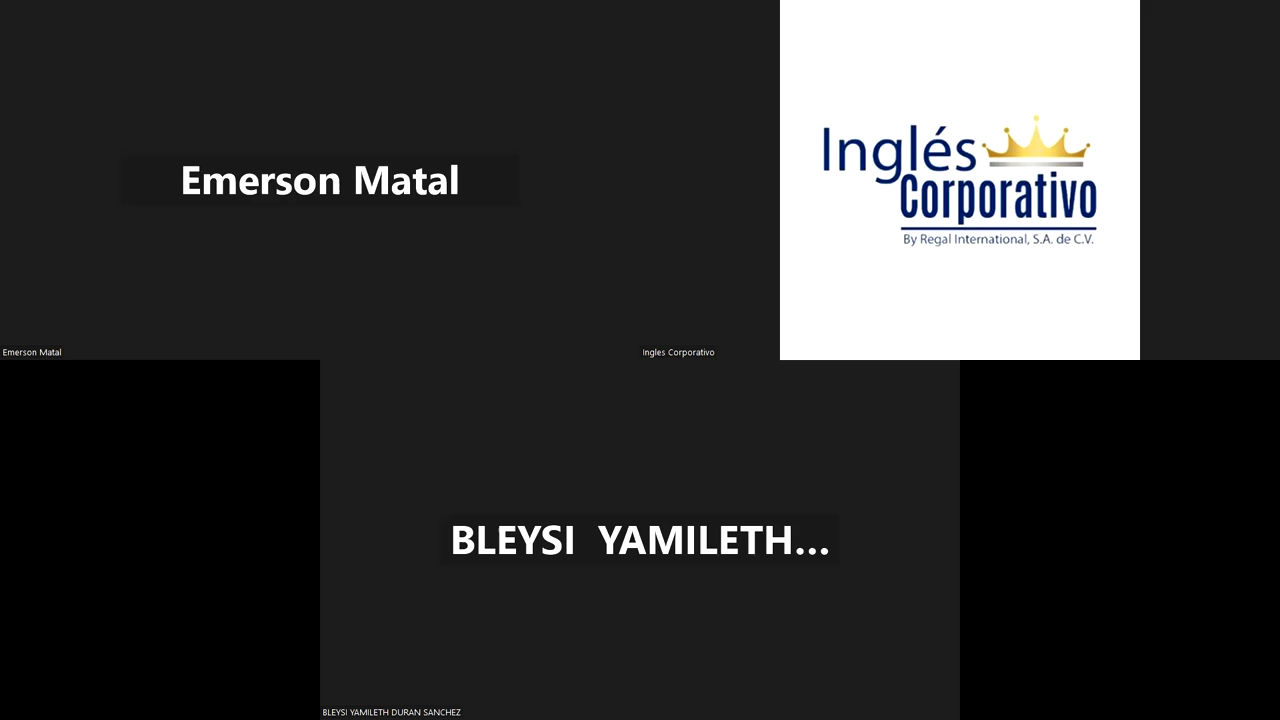 Emerson Matal
Inglés
Corporativo
By Regal International, S.A. de C.V.
Emerson Matal
Ingles Corporativo
BLEYSI YAMILETH...
BLEYSI YAMILETH DURAN SANCHEZ